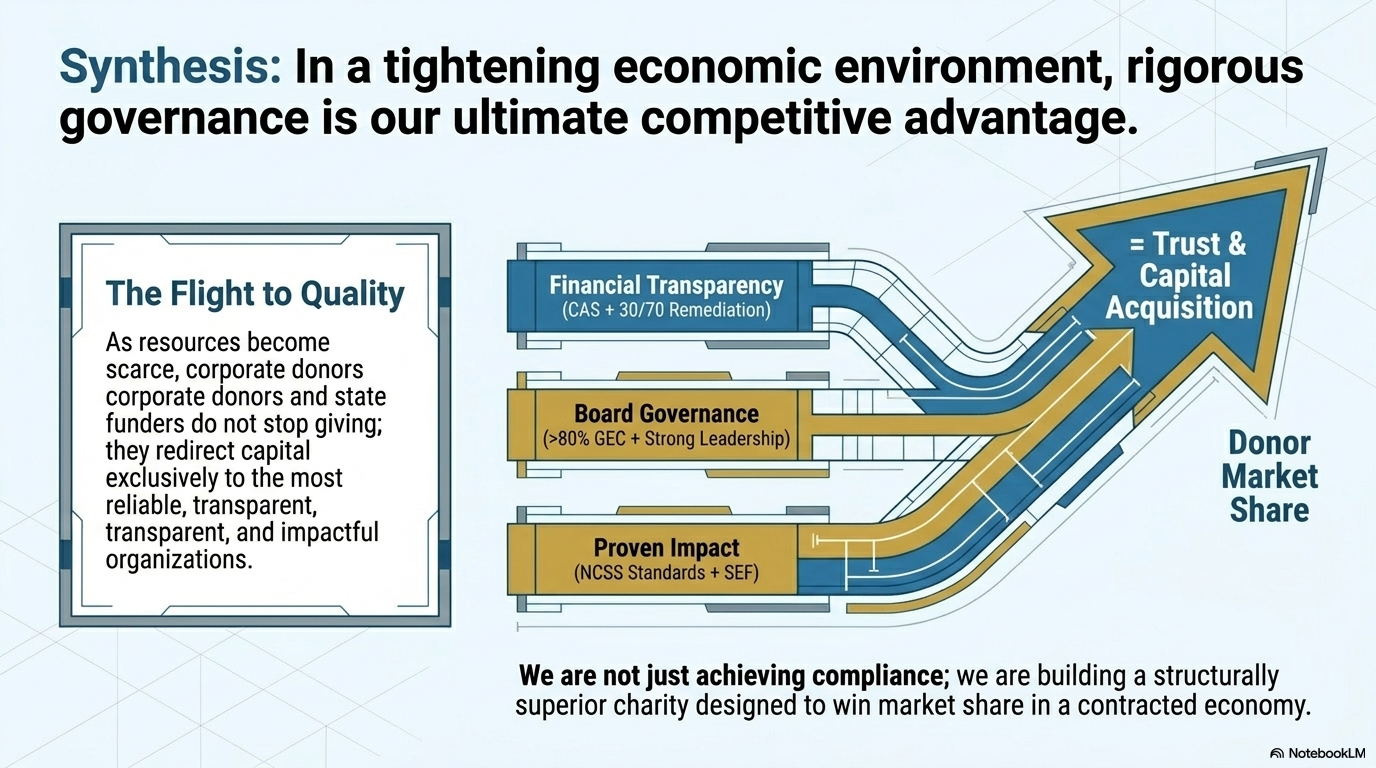 Synthesis: In a tightening economic environment, rigorous
governance is our ultimate competitive advantage.
The Flight to Quality
As resources become
scarce, corporate donors
corporate donors and state
funders do not stop giving;
they redirect capital
exclusively to the most
reliable, transparent,
transparent, and impactful
organizations.
Financial Transparency
(CAS + 30/70 Remediation)
Board Governance
(>80% GEC + Strong Leadership)
Proven Impact
(NCSS Standards + SEF)
= Trust &
Capital
Acquisition
Donor
Market
Share
We are not just achieving compliance; we are building a structurally
superior charity designed to win market share in a contracted economy.
NotebookLM